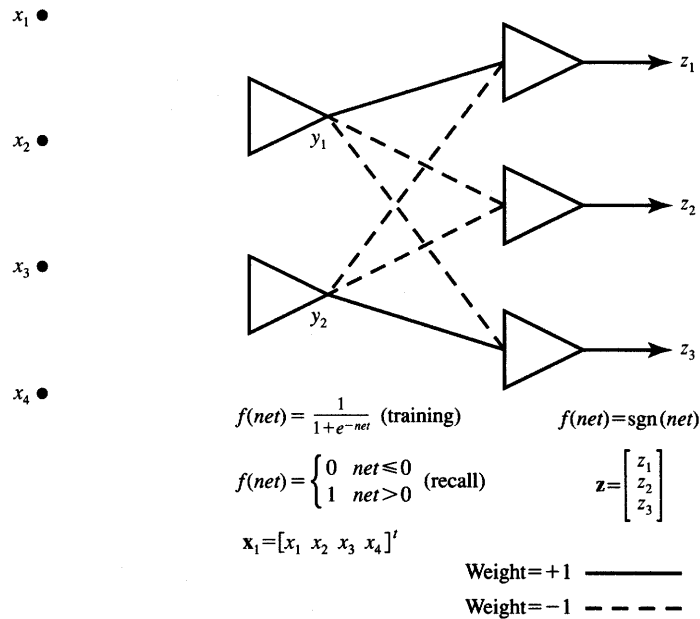 x₁
z₁
x₂
y₁
z₂
x₃
y₂
z₃
x₄
f(net) = 1/(1+e^−net) (training)
f(net)=sgn(net)
f(net) = { 0 net ≤ 0
1 net > 0 (recall)
z = [z₁ z₂ z₃]
x₁=[x₁ x₂ x₃ x₄]ᵗ
Weight=+1
Weight=−1